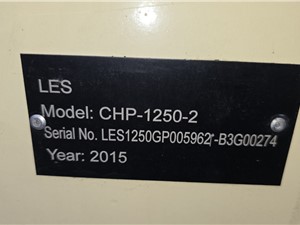 LES
Model: CHP-1250-2
Serial No. LES1250GP005962-B3G00274
Year: 2015